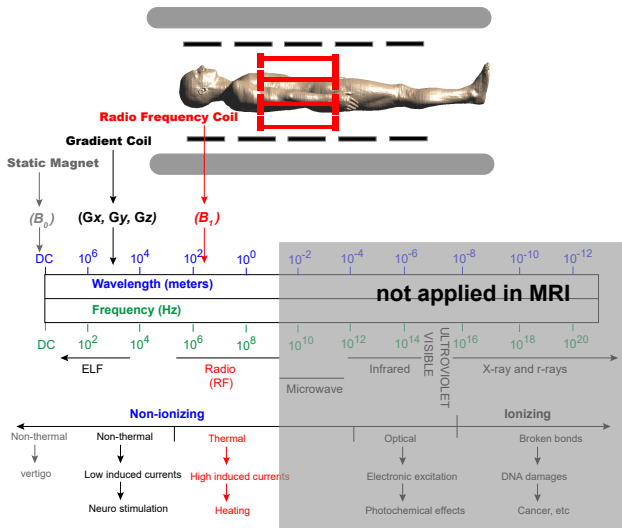 Radio Frequency Coil
Gradient Coil
Static Magnet
(B0) (Gx, Gy, Gz) (B1)
DC 10^6 10^4 10^2 10^0 10^-2 10^-4 10^-6 10^-8 10^-10 10^-12
Wavelength (meters)
not applied in MRI
Frequency (Hz)
DC 10^2 10^4 10^6 10^8 10^10 10^12 10^14 VISIBLE ULTROVIOLET 10^16 10^18 10^20
ELF Radio Infrared X-ray and r-rays
(RF)
Microwave
Non-ionizing Ionizing
Non-thermal Non-thermal Thermal Optical Broken bonds
vertigo Low induced currents High induced currents Electronic excitation DNA damages
Neuro stimulation Heating Photochemical effects Cancer, etc